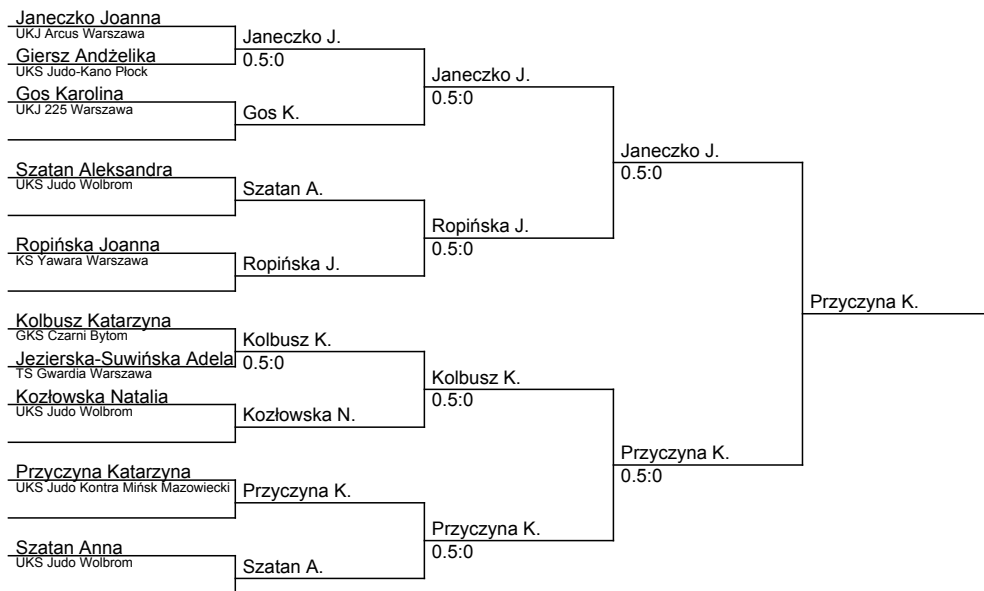 Janeczko Joanna
UKJ Arcus Warszawa
Giersz Andżelika
UKS Judo-Kano Płock
Gos Karolina
UKJ 225 Warszawa
Szatan Aleksandra
UKS Judo Wolbrom
Ropińska Joanna
KS Yawara Warszawa
Kolbusz Katarzyna
GKS Czarni Bytom
Jezierska-Suwińska Adela
TS Gwardia Warszawa
Kozłowska Natalia
UKS Judo Wolbrom
Przyczyna Katarzyna
UKS Judo Kontra Mińsk Mazowiecki
Szatan Anna
UKS Judo Wolbrom
Janeczko J.
0.5:0
Gos K.
Szatan A.
Ropińska J.
Kolbusz K.
0.5:0
Kozłowska N.
Przyczyna K.
Szatan A.
Janeczko J.
0.5:0
Ropińska J.
0.5:0
Kolbusz K.
0.5:0
Przyczyna K.
0.5:0
Janeczko J.
0.5:0
Przyczyna K.
0.5:0
Przyczyna K.